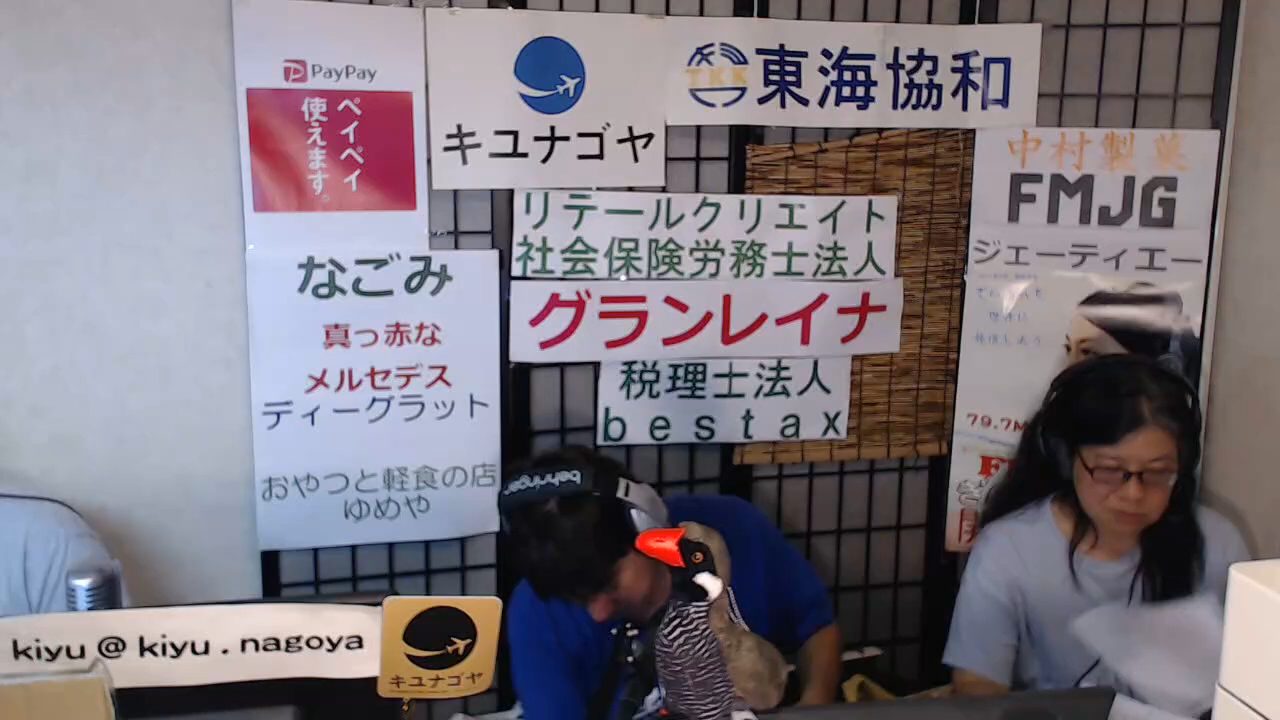 PayPay
ペイペイ
使えます。
キユナゴヤ
TKK 東海協和
リテールクリエイト
社会保険労務士法人
グランレイナ
税理士法人
bestax
なごみ
真っ赤な
メルセデス
ディーグラット
おやつと軽食の店
ゆめや
中村製菓
FMJG
ジェーティエー
79.7M
behringer
kiyu@kiyu.nagoya
キユナゴヤ